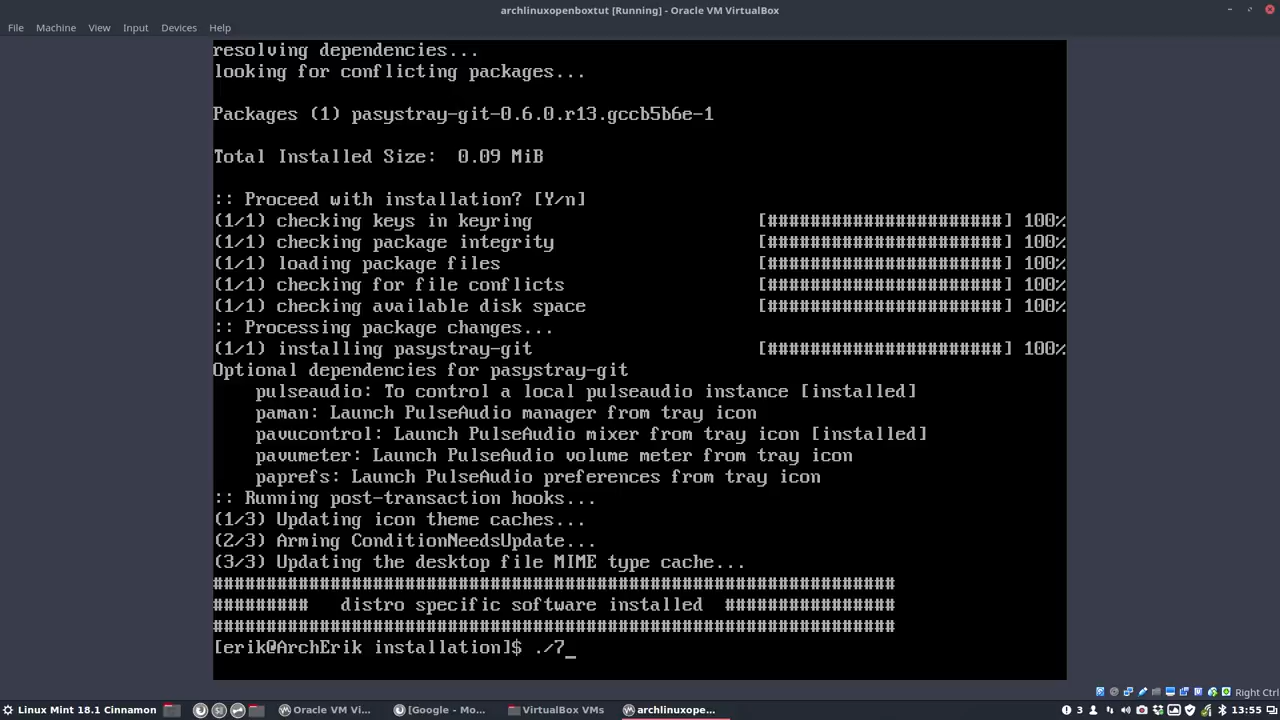 archlinuxopenboxtut [Running] - Oracle VM VirtualBox
File Machine View Input Devices Help
resolving dependencies...
looking for conflicting packages...
Packages (1) pasystray-git-0.6.0.r13.gccb5b6e-1
Total Installed Size:  0.09 MiB
:: Proceed with installation? [Y/n]
(1/1) checking keys in keyring [######################] 100%
(1/1) checking package integrity [######################] 100%
(1/1) loading package files [######################] 100%
(1/1) checking for file conflicts [######################] 100%
(1/1) checking available disk space [######################] 100%
:: Processing package changes...
(1/1) installing pasystray-git [######################] 100%
Optional dependencies for pasystray-git
pulseaudio: To control a local pulseaudio instance [installed]
paman: Launch PulseAudio manager from tray icon
pavucontrol: Launch PulseAudio mixer from tray icon [installed]
pavumeter: Launch PulseAudio volume meter from tray icon
paprefs: Launch PulseAudio preferences from tray icon
:: Running post-transaction hooks...
(1/3) Updating icon theme caches...
(2/3) Arming ConditionNeedsUpdate...
(3/3) Updating the desktop file MIME type cache...
################################################################
#########   distro specific software installed  ################
################################################################
[erik@ArchErik installation]$ ./7_
Right Ctrl
Linux Mint 18.1 Cinnamon Oracle VM Vi... [Google - Mo... VirtualBox VMs archlinuxope... 3 13:55